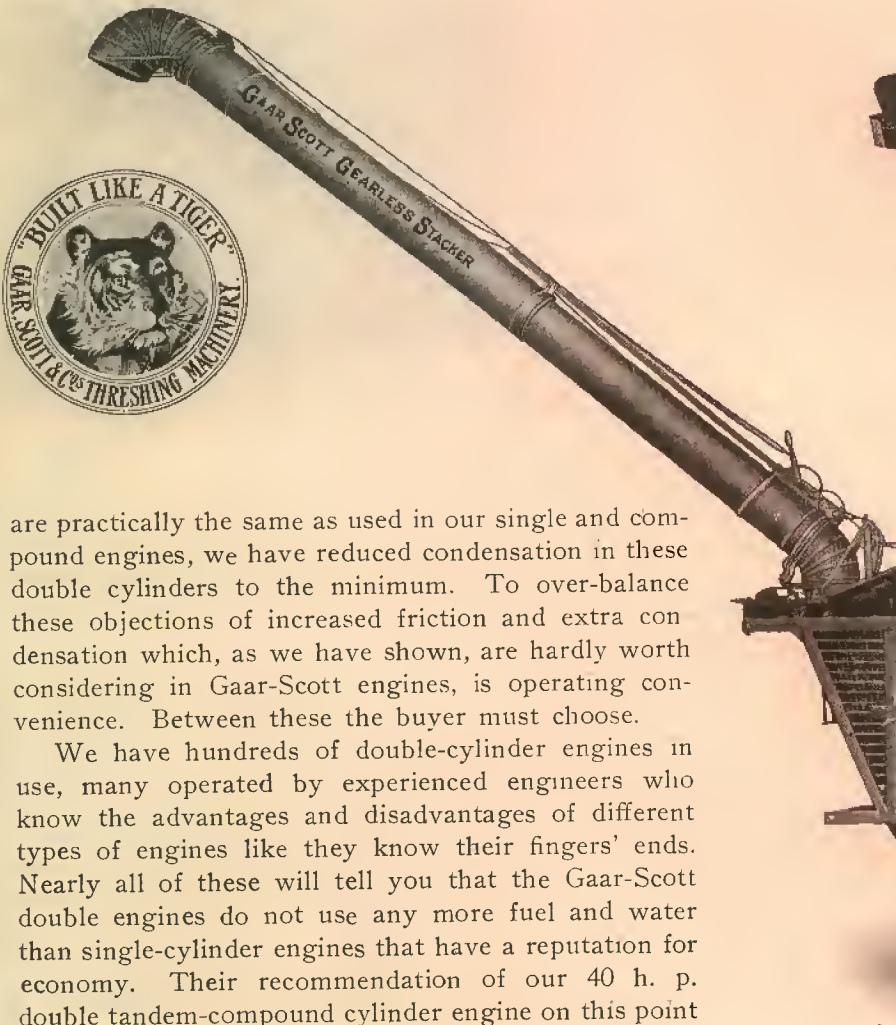 GAAR SCOTT GEARLESS STACKER
"BUILT LIKE A TIGER"
GAAR, SCOTT & CO'S THRESHING MACHINERY.
are practically the same as used in our single and com-
pound engines, we have reduced condensation in these
double cylinders to the minimum. To over-balance
these objections of increased friction and extra con
densation which, as we have shown, are hardly worth
considering in Gaar-Scott engines, is operating con-
venience. Between these the buyer must choose.
We have hundreds of double-cylinder engines in
use, many operated by experienced engineers who
know the advantages and disadvantages of different
types of engines like they know their fingers' ends.
Nearly all of these will tell you that the Gaar-Scott
double engines do not use any more fuel and water
than single-cylinder engines that have a reputation for
economy. Their recommendation of our 40 h. p.
double tandem-compound cylinder engine on this point